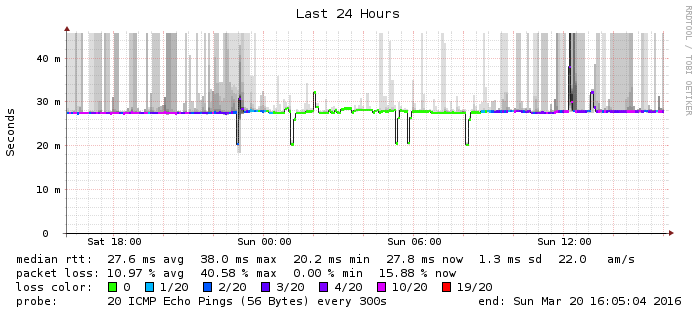 Last 24 Hours
RRDTOOL / TOBI OETIKER
Seconds
40 m
30 m
20 m
10 m
0
Sat 18:00 Sun 00:00 Sun 06:00 Sun 12:00
median rtt: 27.6 ms avg 38.0 ms max 20.2 ms min 27.8 ms now 1.3 ms sd 22.0 am/s
packet loss: 10.97 % avg 40.58 % max 0.00 % min 15.88 % now
loss color: 0 1/20 2/20 3/20 4/20 10/20 19/20
probe: 20 ICMP Echo Pings (56 Bytes) every 300s end: Sun Mar 20 16:05:04 2016